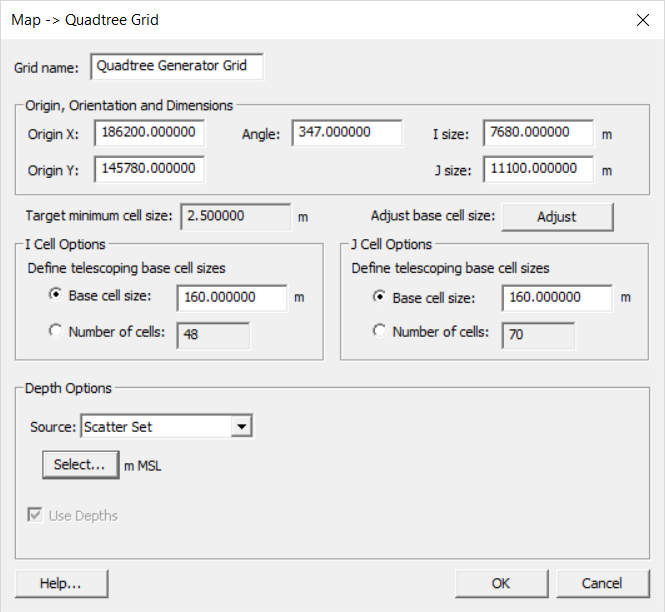 Map -> Quadtree Grid
Grid name: Quadtree Generator Grid
Origin, Orientation and Dimensions
Origin X: 186200.000000 Angle: 347.000000 I size: 7680.000000 m
Origin Y: 145780.000000 J size: 11100.000000 m
Target minimum cell size: 2.500000 m Adjust base cell size: Adjust
I Cell Options
Define telescoping base cell sizes
Base cell size: 160.000000 m
Number of cells: 48
J Cell Options
Define telescoping base cell sizes
Base cell size: 160.000000 m
Number of cells: 70
Depth Options
Source: Scatter Set
Select... m MSL
Use Depths
Help... OK Cancel